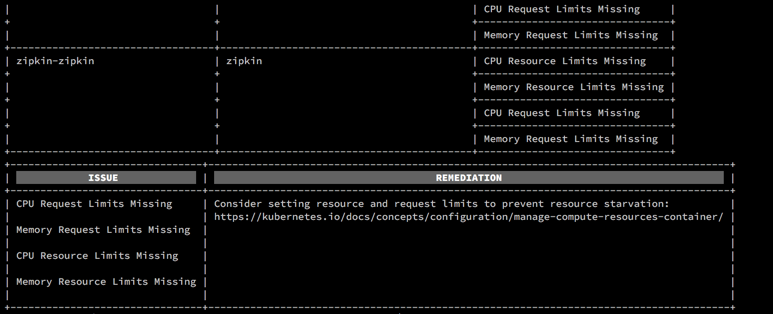 CPU Request Limits Missing
Memory Request Limits Missing
zipkin-zipkin zipkin CPU Resource Limits Missing
Memory Resource Limits Missing
CPU Request Limits Missing
Memory Request Limits Missing
ISSUE REMEDIATION
CPU Request Limits Missing Consider setting resource and request limits to prevent resource starvation:
https://kubernetes.io/docs/concepts/configuration/manage-compute-resources-container/
Memory Request Limits Missing
CPU Resource Limits Missing
Memory Resource Limits Missing